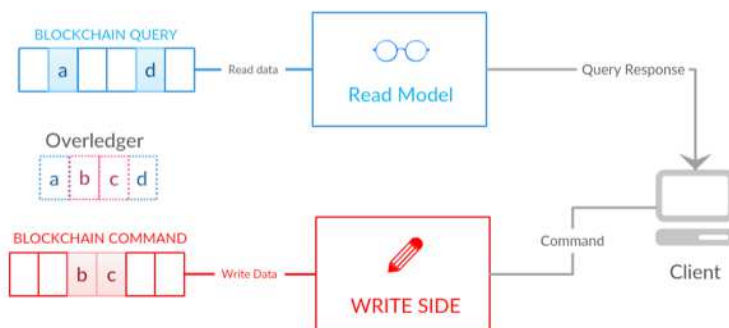 BLOCKCHAIN QUERY
a d
Read data
Read Model
Query Response
Overledger
a b c d
BLOCKCHAIN COMMAND
b c
Write Data
WRITE SIDE
Command
Client